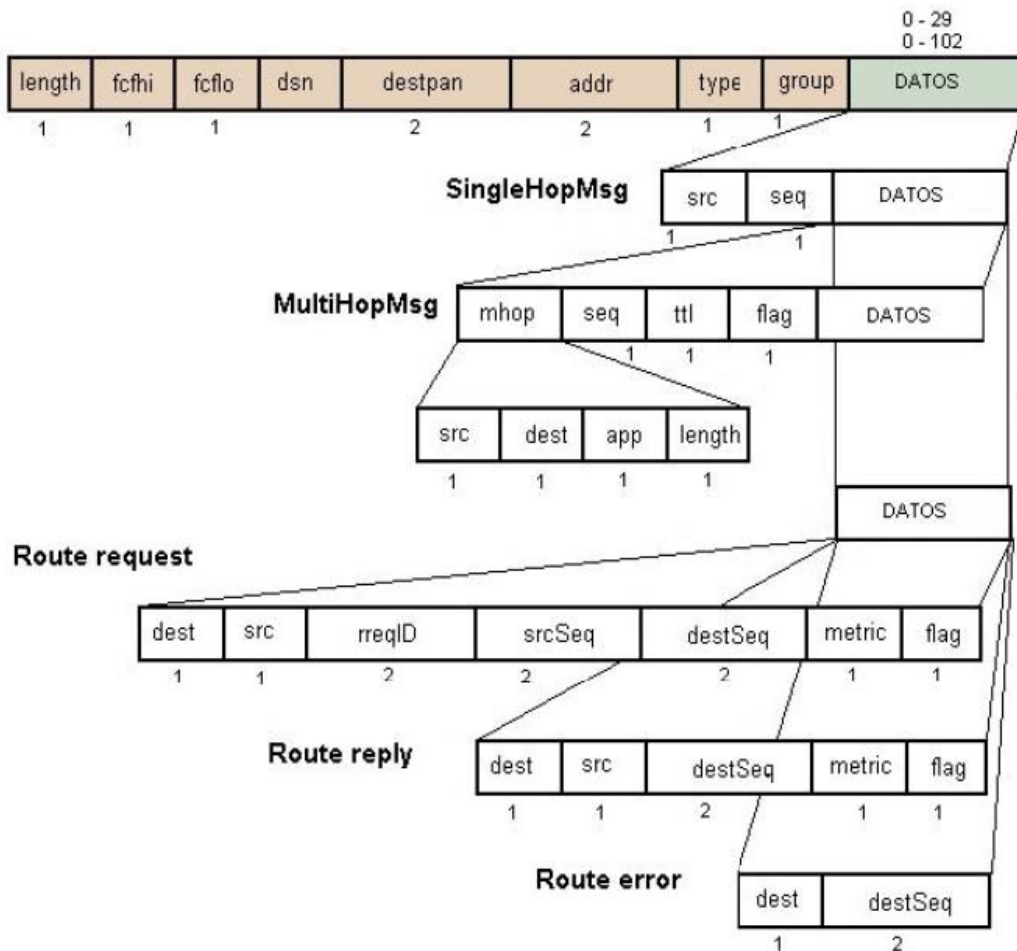 0 - 29
0 - 102
length fcfhi fcflo dsn destpan addr type group DATOS
1 1 1 2 2 1 1
SingleHopMsg src seq DATOS
1 1
MultiHopMsg mhop seq ttl flag DATOS
1 1 1
src dest app length
1 1 1 1
DATOS
Route request
dest src rreqID srcSeq destSeq metric flag
1 1 2 2 2 1 1
Route reply dest src destSeq metric flag
1 1 2 1 1
Route error dest destSeq
1 2